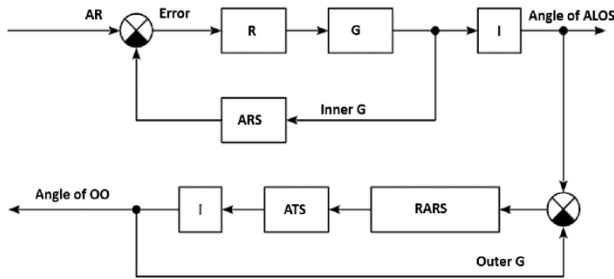 AR
Error
R
G
I
Angle of ALOS
ARS
Inner G
Angle of OO
I
ATS
RARS
Outer G